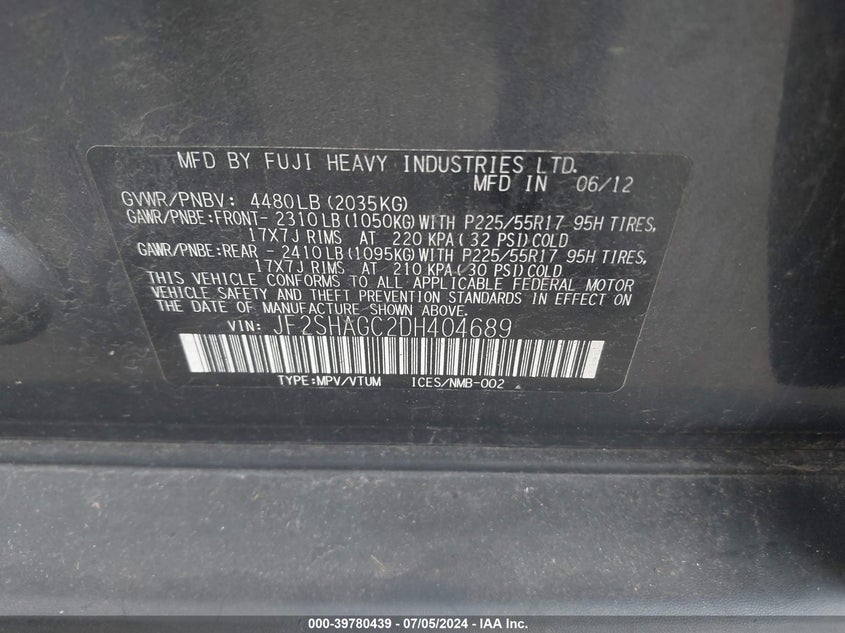 MFD BY FUJI HEAVY INDUSTRIES LTD.
MFD IN 06/12
GVWR/PNBV: 4480LB(2035KG)
GAWR/PNBE:FRONT- 2310LB(1050KG)WITH P225/55R17 95H TIRES,
17X7J RIMS AT 220 KPA(32 PSI)COLD
GAWR/PNBE:REAR - 2410LB(1095KG)WITH P225/55R17 95H TIRES,
17X7J RIMS AT 210 KPA(30 PSI)COLD
THIS VEHICLE CONFORMS TO ALL APPLICABLE FEDERAL MOTOR
VEHICLE SAFETY AND THEFT PREVENTION STANDARDS IN EFFECT ON
THE DATE OF MANUFACTURE SHOWN ABOVE.
VIN: JF2SHAGC2DH404689
TYPE:MPV/VTUM ICES/NMB-002
000-39780439 - 07/05/2024 - IAA Inc.